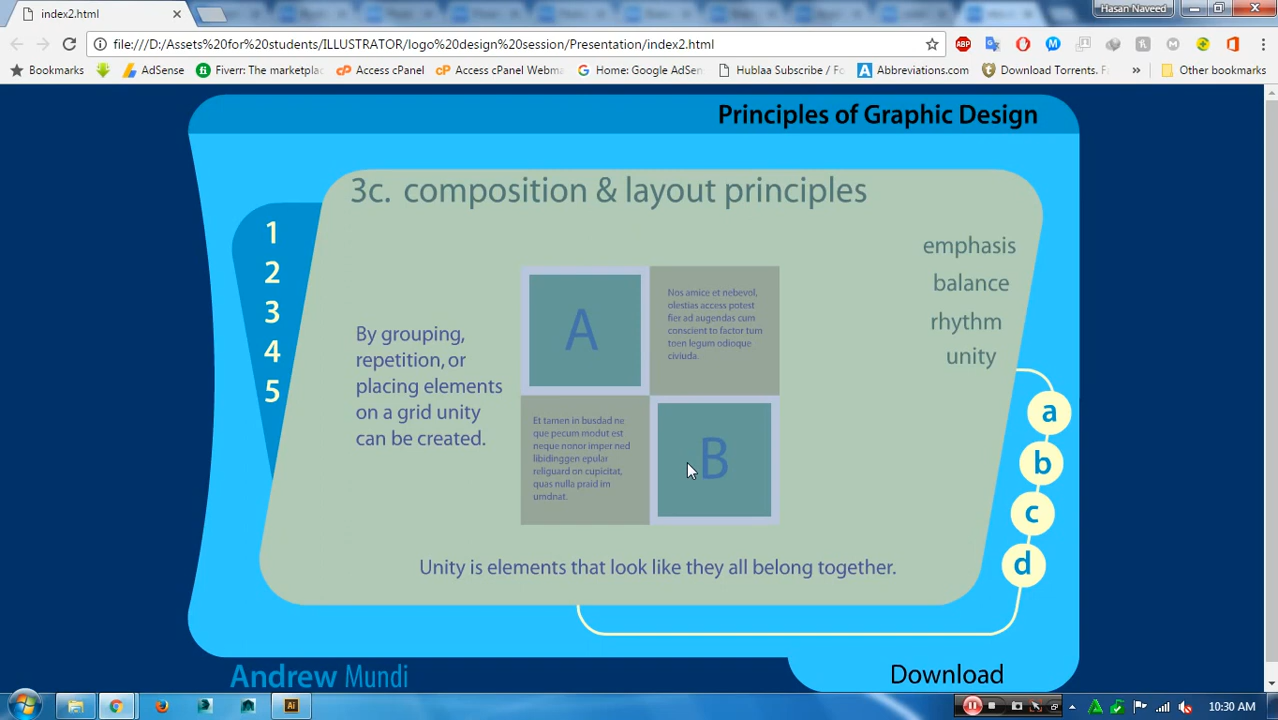 index2.html
Hasan Naveed
file:///D:/Assets%20for%20students/ILLUSTRATOR/logo%20design%20session/Presentation/index2.html
ABP
Bookmarks
AdSense
Fiverr: The marketpla
Access cPanel
Access cPanel Webma
Home: Google AdSen
Hublaa Subscribe / Fo
Abbreviations.com
Download Torrents. Fa
Other bookmarks
Principles of Graphic Design
3c. composition & layout principles
1
2
3
4
5
emphasis
balance
rhythm
unity
By grouping,
repetition, or
placing elements
on a grid unity
can be created.
A
Nos amice et nebevol,
olestias access potest
fier ad augendas cum
conscient to factor tum
toen legum odioque
civiuda.
Et tamen in busdad ne
que pecum modut est
neque nonor imper ned
libidinggen epular
religuard on cupicitat,
quas nulla praid im
umdnat.
B
a
b
c
d
Unity is elements that look like they all belong together.
Andrew Mundi
Download
Ai
10:30 AM